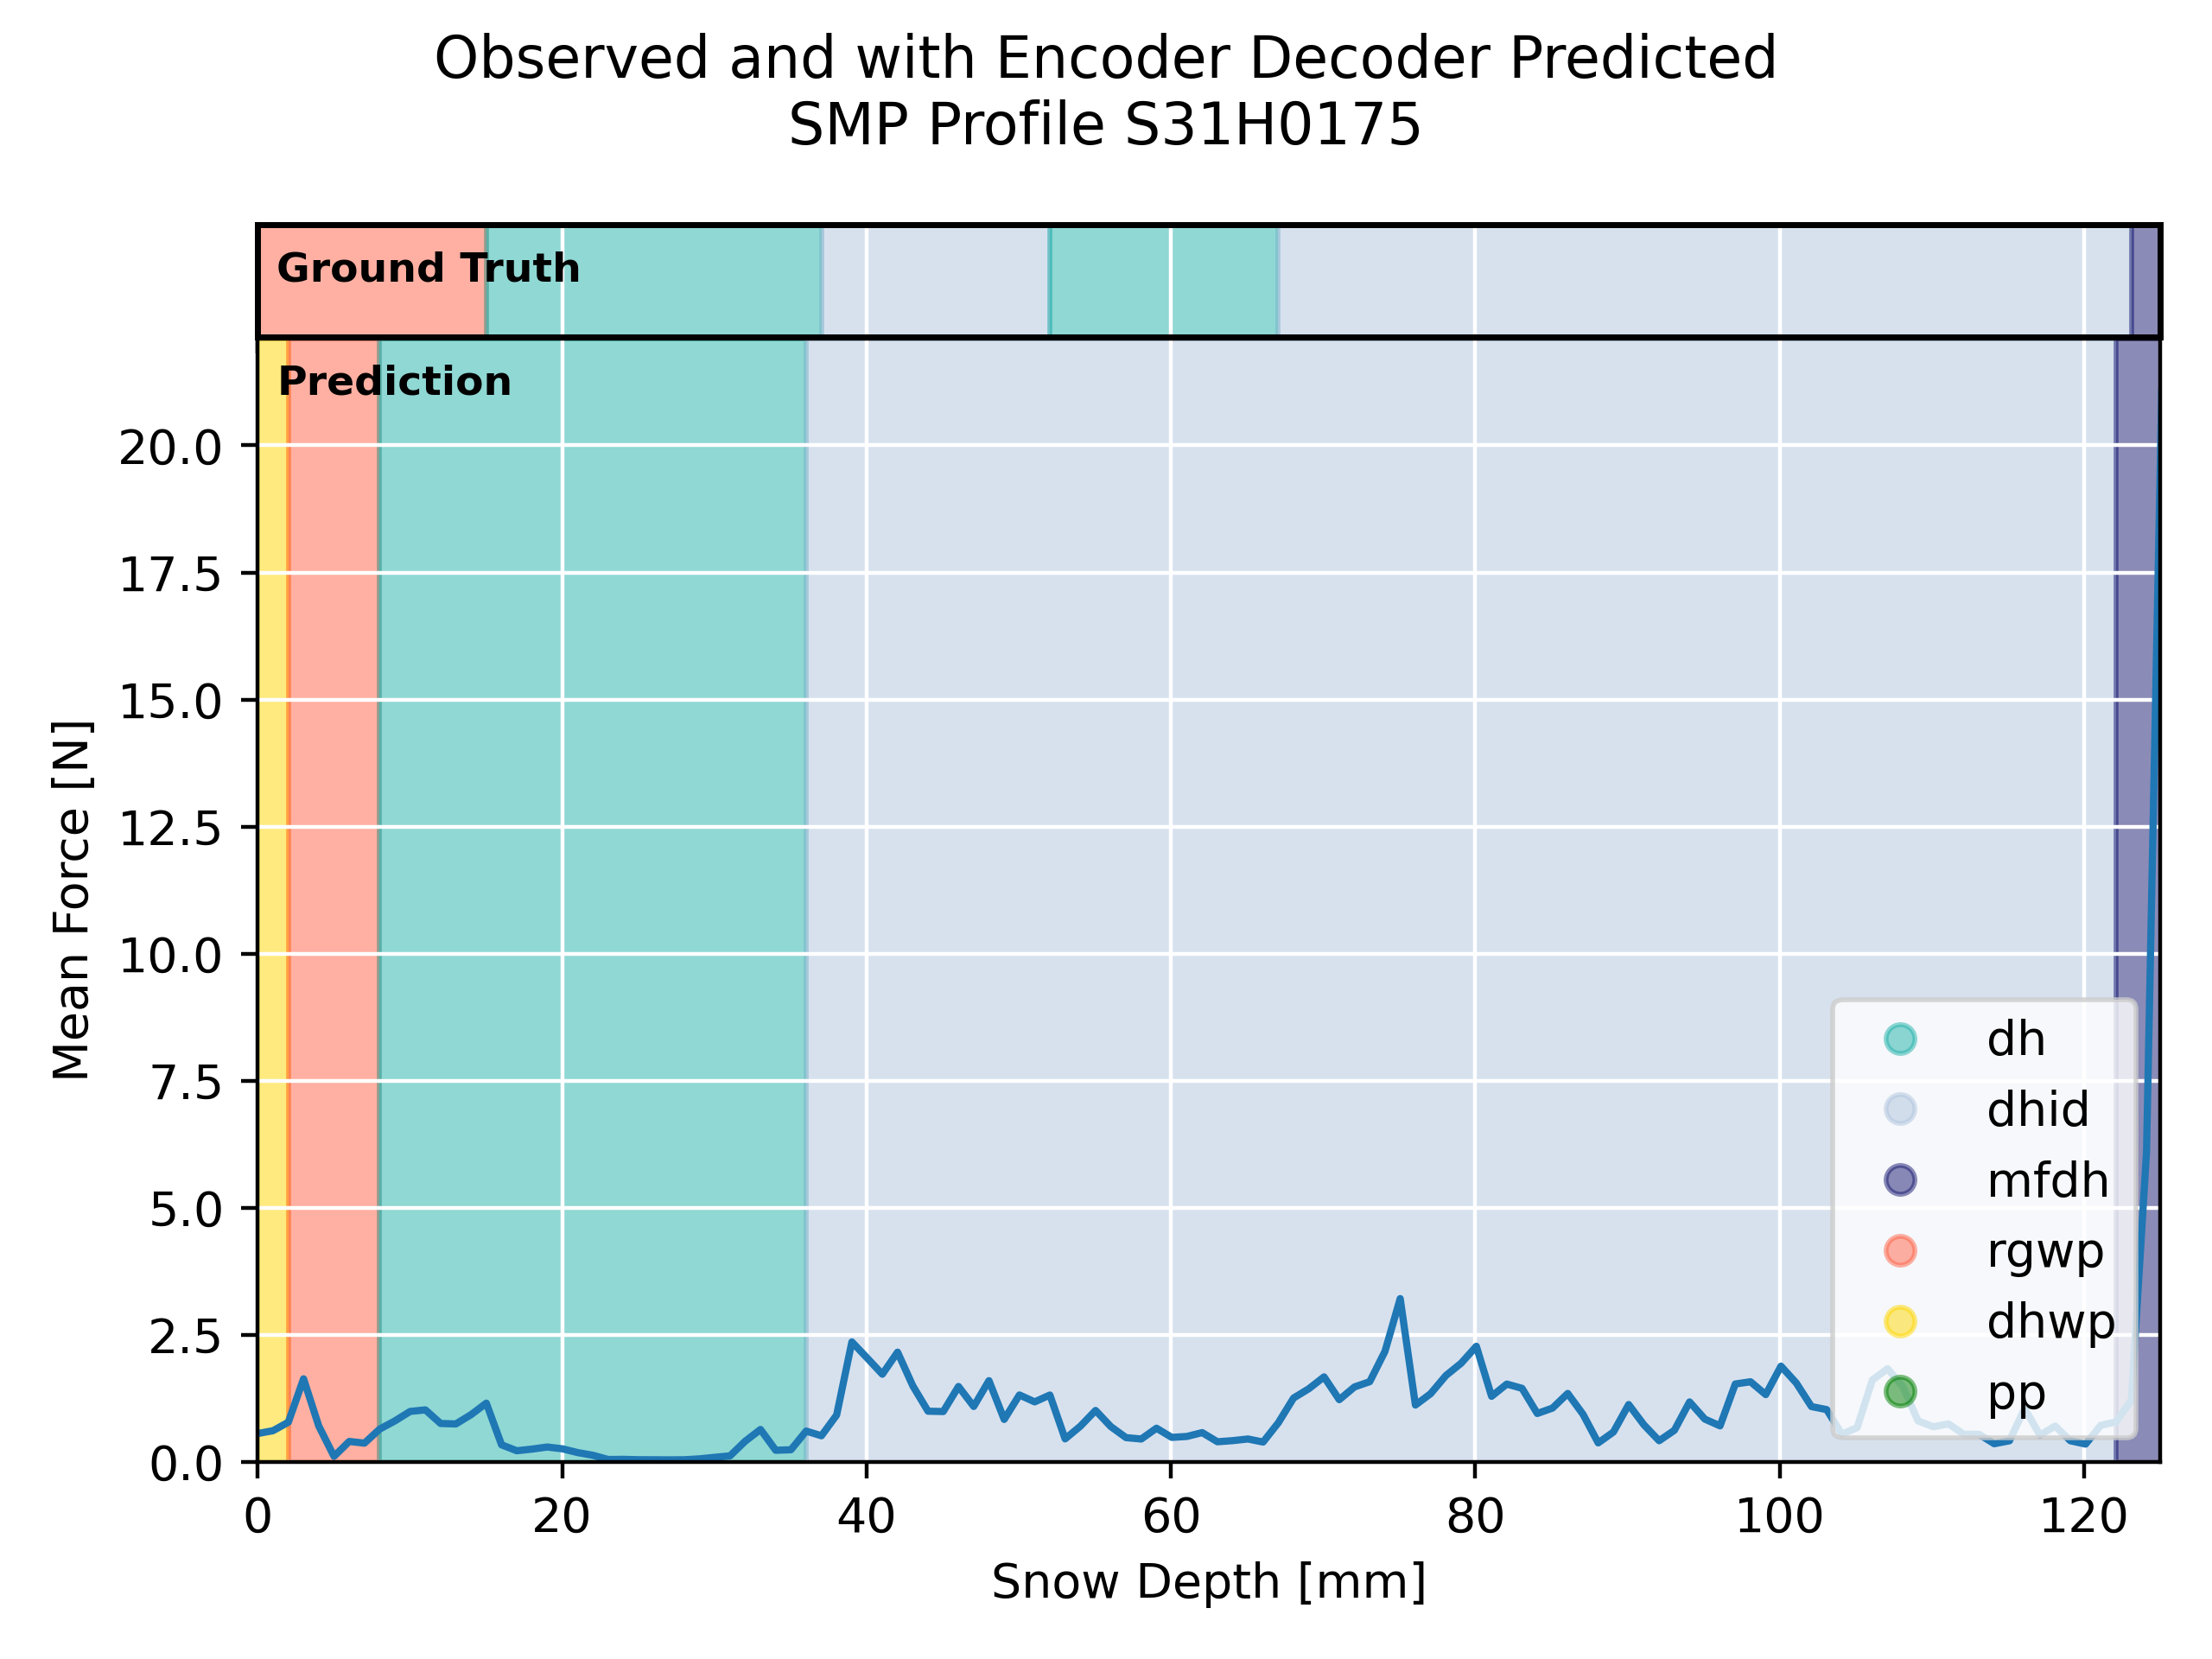 Observed and with Encoder Decoder Predicted
SMP Profile S31H0175
Ground Truth
Prediction
20.0
17.5
15.0
12.5
10.0
7.5
5.0
2.5
0.0
Mean Force [N]
dh
dhid
mfdh
rgwp
dhwp
pp
0 20 40 60 80 100 120
Snow Depth [mm]